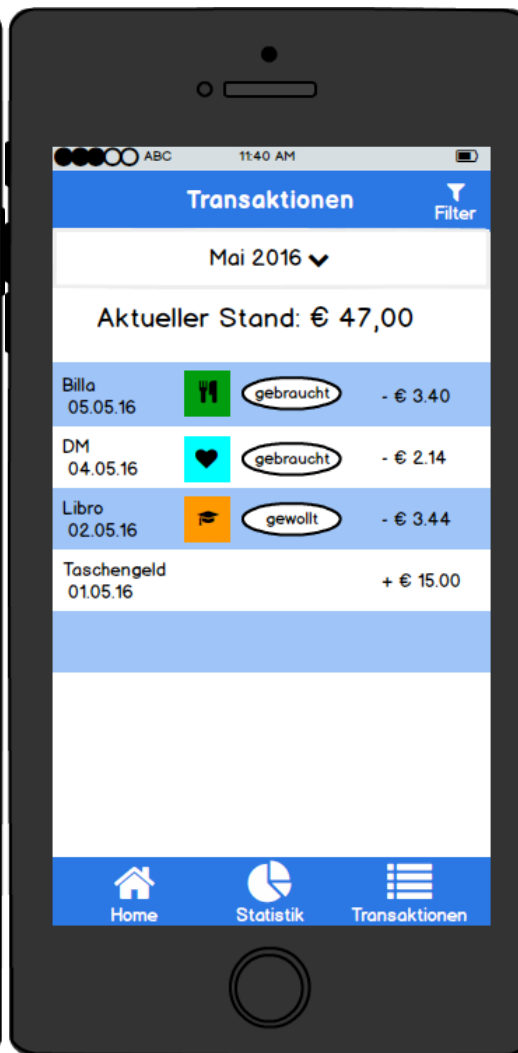 ABC 11:40 AM
Transaktionen
Filter
Mai 2016
Aktueller Stand: € 47,00
Billa
05.05.16
gebraucht
- € 3.40
DM
04.05.16
gebraucht
- € 2.14
Libro
02.05.16
gewollt
- € 3.44
Taschengeld
01.05.16
+ € 15.00
Home Statistik Transaktionen